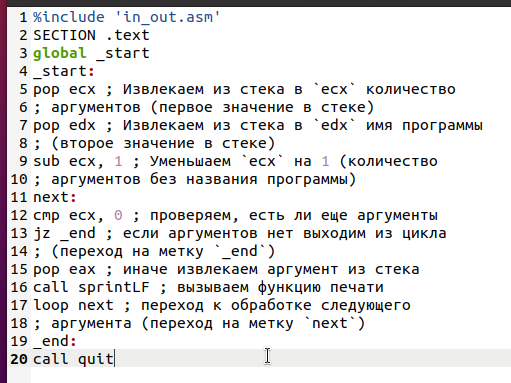 1 %include 'in_out.asm'
2 SECTION .text
3 global _start
4 _start:
5 pop ecx ; Извлекаем из стека в `ecx` количество
6 ; аргументов (первое значение в стеке)
7 pop edx ; Извлекаем из стека в `edx` имя программы
8 ; (второе значение в стеке)
9 sub ecx, 1 ; Уменьшаем `ecx` на 1 (количество
10 ; аргументов без названия программы)
11 next:
12 cmp ecx, 0 ; проверяем, есть ли еще аргументы
13 jz _end ; если аргументов нет выходим из цикла
14 ; (переход на метку `_end`)
15 pop eax ; иначе извлекаем аргумент из стека
16 call sprintLF ; вызываем функцию печати
17 loop next ; переход к обработке следующего
18 ; аргумента (переход на метку `next`)
19 _end:
20 call quit